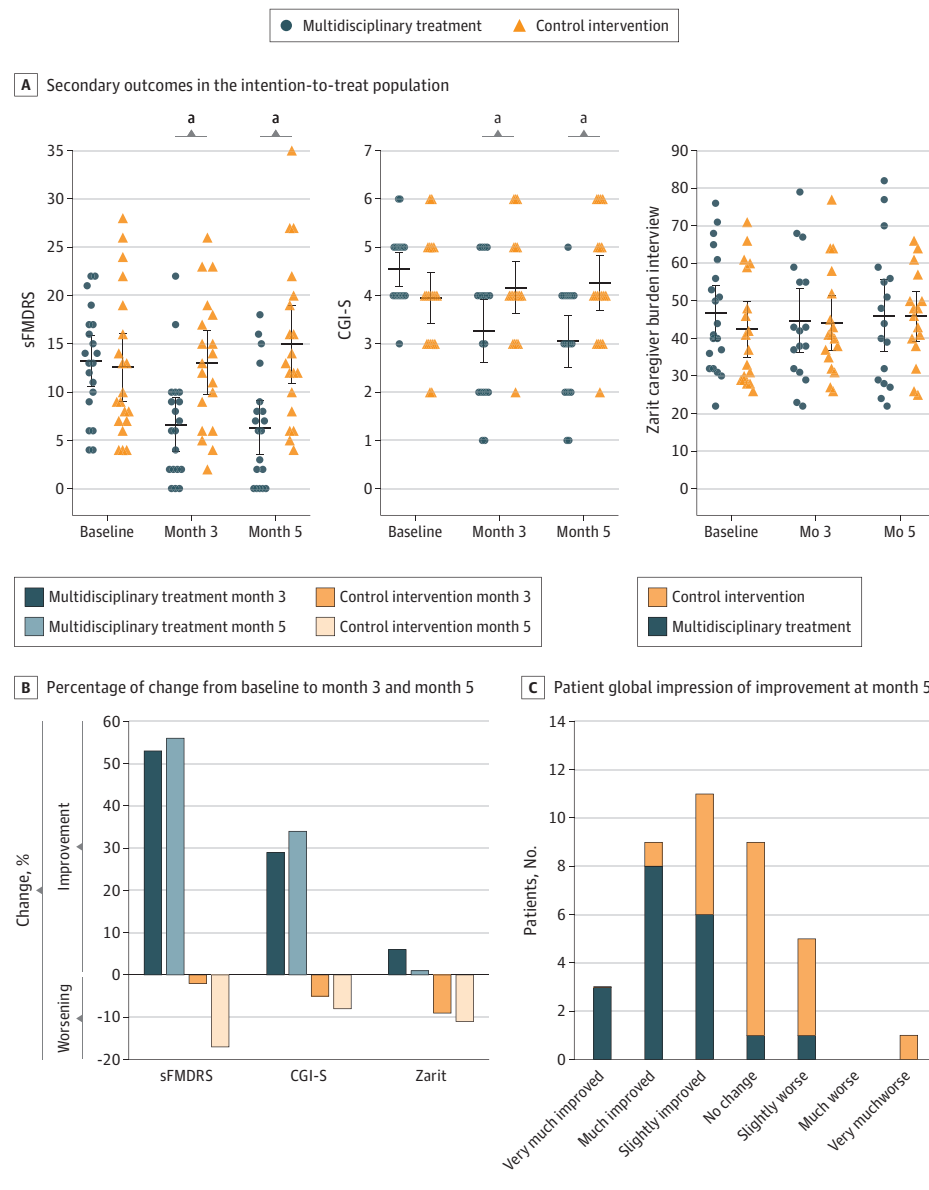 Multidisciplinary treatment Control intervention
A Secondary outcomes in the intention-to-treat population
a a a a
sFMDRS
35
30
25
20
15
10
5
0
Baseline Month 3 Month 5
CGI-S
7
6
5
4
3
2
1
0
Baseline Month 3 Month 5
Zarit caregiver burden interview
90
80
70
60
50
40
30
20
10
0
Baseline Mo 3 Mo 5
Multidisciplinary treatment month 3 Control intervention month 3
Multidisciplinary treatment month 5 Control intervention month 5
Control intervention
Multidisciplinary treatment
B Percentage of change from baseline to month 3 and month 5
Change, %
Improvement
Worsening
60
50
40
30
20
10
0
-10
-20
sFMDRS CGI-S Zarit
C Patient global impression of improvement at month 5
Patients, No.
14
12
10
8
6
4
2
0
Very much improved
Much improved
Slightly improved
No change
Slightly worse
Much worse
Very muchworse